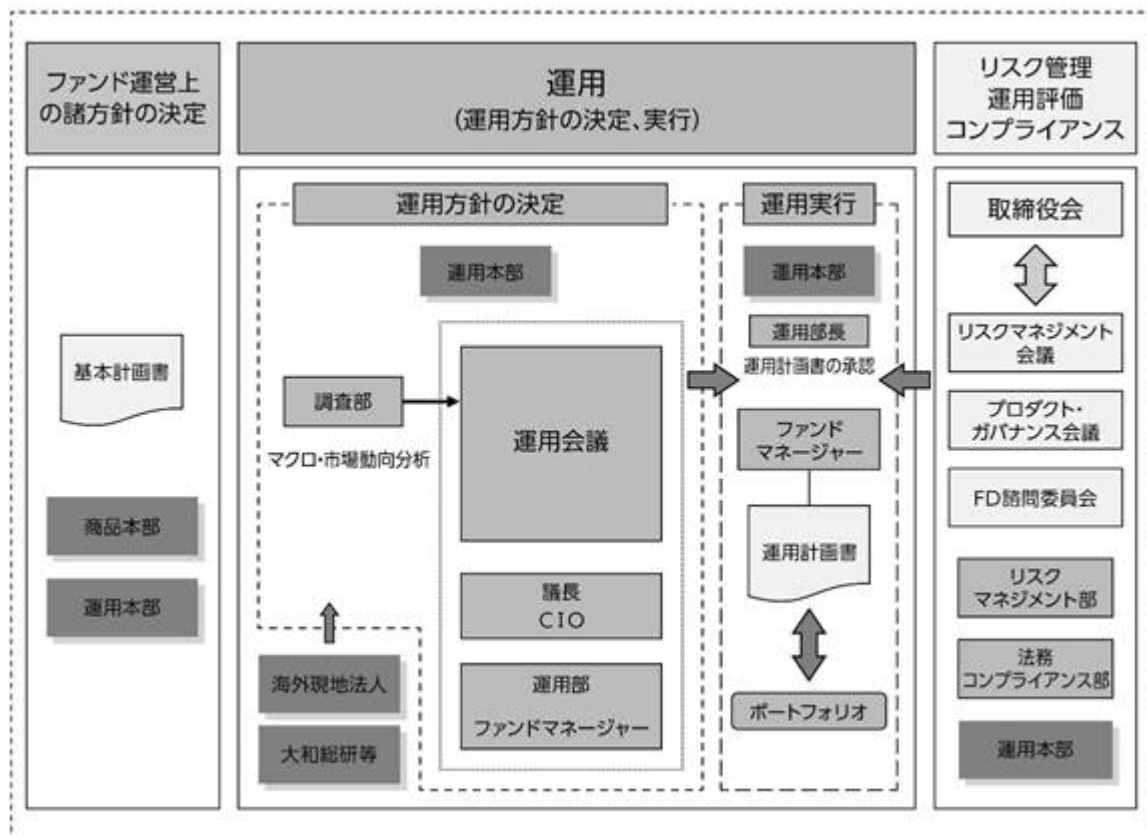 ファンド運営上
の諸方針の決定
運用
(運用方針の決定、実行)
リスク管理
運用評価
コンプライアンス
基本計画書
商品本部
運用本部
運用方針の決定
運用本部
調査部
マクロ・市場動向分析
運用会議
議長
CIO
運用部
ファンドマネージャー
海外現地法人
大和総研等
運用実行
運用本部
運用部長
運用計画書の承認
ファンド
マネージャー
運用計画書
ポートフォリオ
取締役会
リスクマネジメント
会議
プロダクト・
ガバナンス会議
FD諮問委員会
リスク
マネジメント部
法務
コンプライアンス部
運用本部